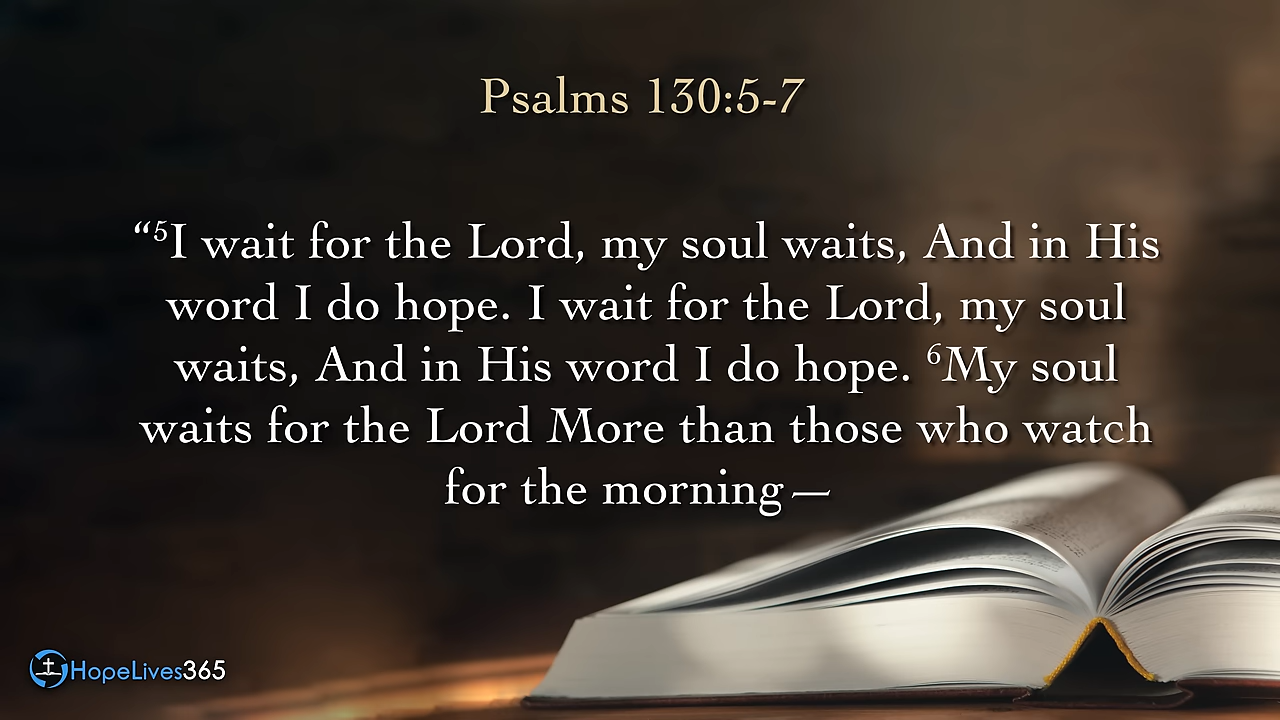 Psalms 130:5-7
“⁵I wait for the Lord, my soul waits, And in His
word I do hope. I wait for the Lord, my soul
waits, And in His word I do hope. ⁶My soul
waits for the Lord More than those who watch
for the morning—
HopeLives365